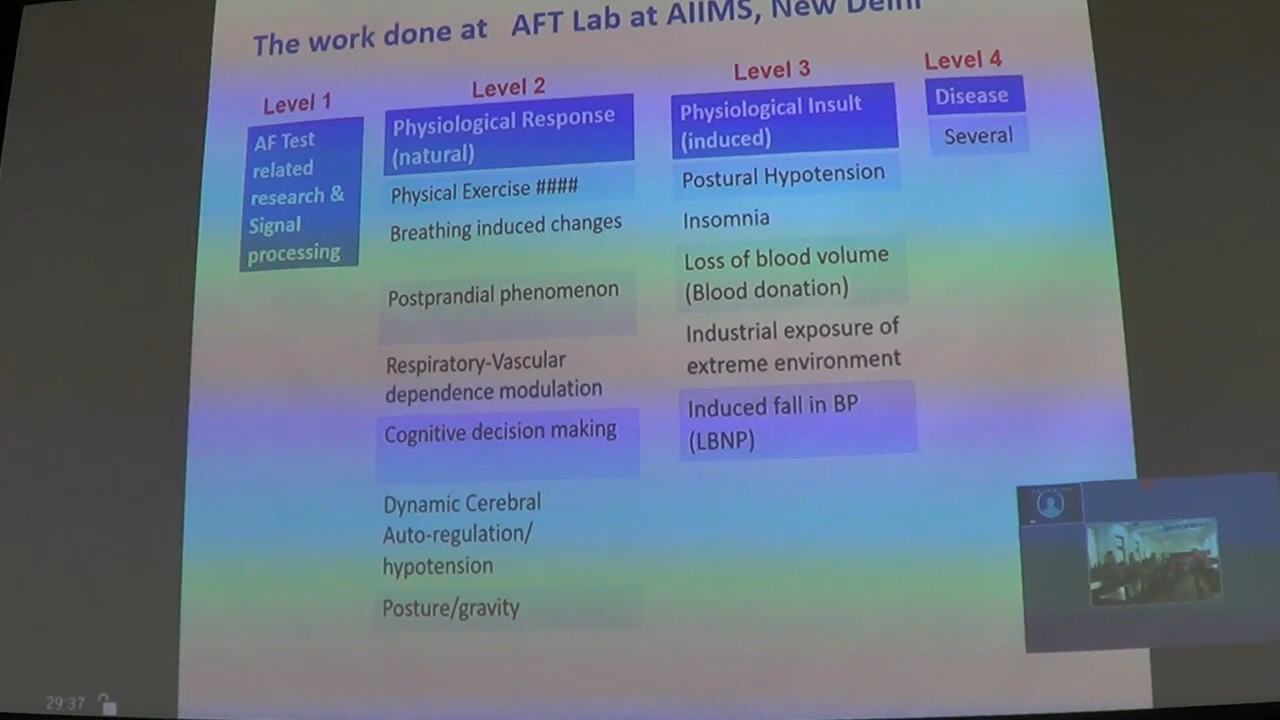 The work done at AFT Lab at AIIMS, New Delhi
Level 1
AF Test
related
research &
Signal
processing
Level 2
Physiological Response
(natural)
Physical Exercise ####
Breathing induced changes
Postprandial phenomenon
Respiratory-Vascular
dependence modulation
Cognitive decision making
Dynamic Cerebral
Auto-regulation/
hypotension
Posture/gravity
Level 3
Physiological Insult
(induced)
Postural Hypotension
Insomnia
Loss of blood volume
(Blood donation)
Industrial exposure of
extreme environment
Induced fall in BP
(LBNP)
Level 4
Disease
Several
29:37